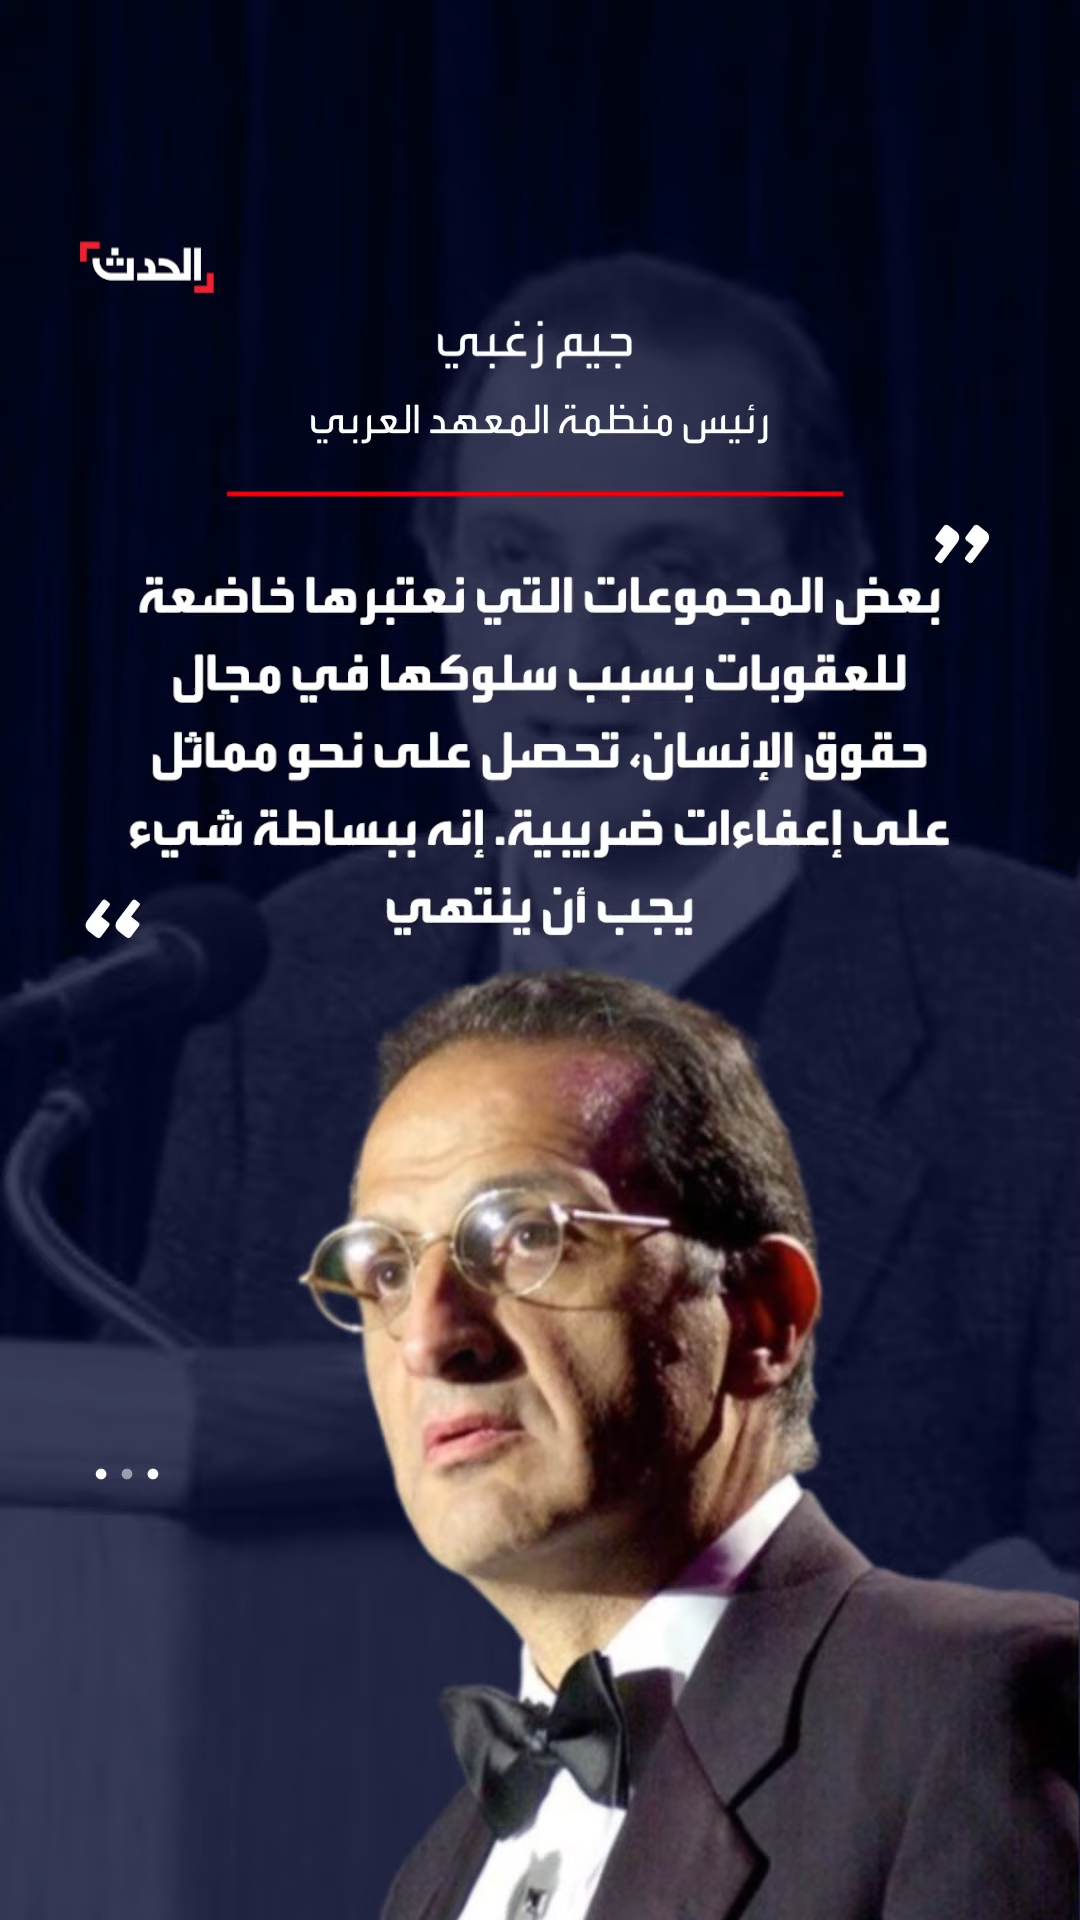 الحدث
جيم زغبي
رئيس منظمة المعهد العربي
بعض المجموعات التي نعتبرها خاضعة
للعقوبات بسبب سلوكها في مجال
حقوق الإنسان، تحصل على نحو مماثل
على إعفاءات ضريبية. إنه ببساطة شيء
يجب أن ينتهي